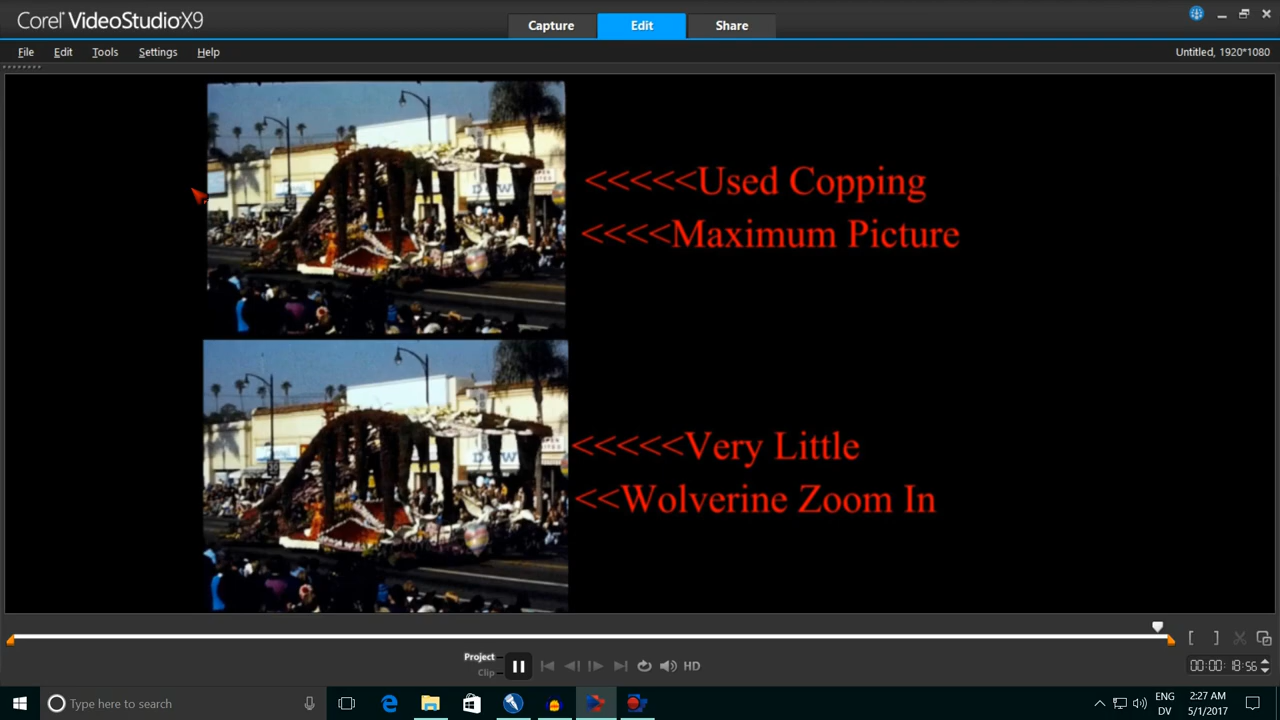 Corel VideoStudio X9
Capture
Edit
Share
File
Edit
Tools
Settings
Help
Untitled, 1920*1080
<<<<<Used Copping
<<<<Maximum Picture
<<<<<Very Little
<<Wolverine Zoom In
Project
Clip
HD
00:00: 18:56
Type here to search
ENG
DV
2:27 AM
5/1/2017